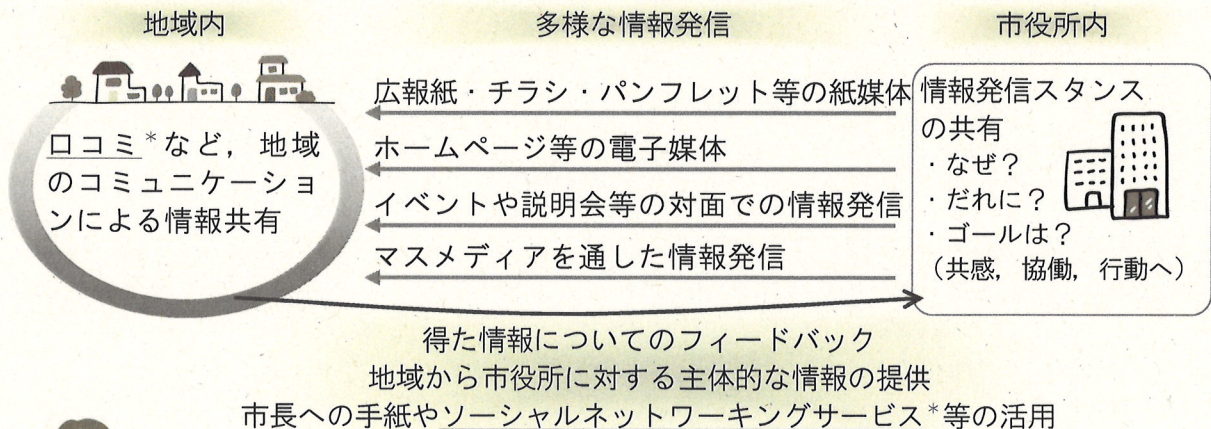 地域内
多様な情報発信
市役所内
口コミ*など，地域
のコミュニケーショ
ンによる情報共有
広報紙・チラシ・パンフレット等の紙媒体
ホームページ等の電子媒体
イベントや説明会等の対面での情報発信
マスメディアを通した情報発信
情報発信スタンス
の共有
・なぜ？
・だれに？
・ゴールは？
（共感，協働，行動へ）
得た情報についてのフィードバック
地域から市役所に対する主体的な情報の提供
市長への手紙やソーシャルネットワーキングサービス*等の活用